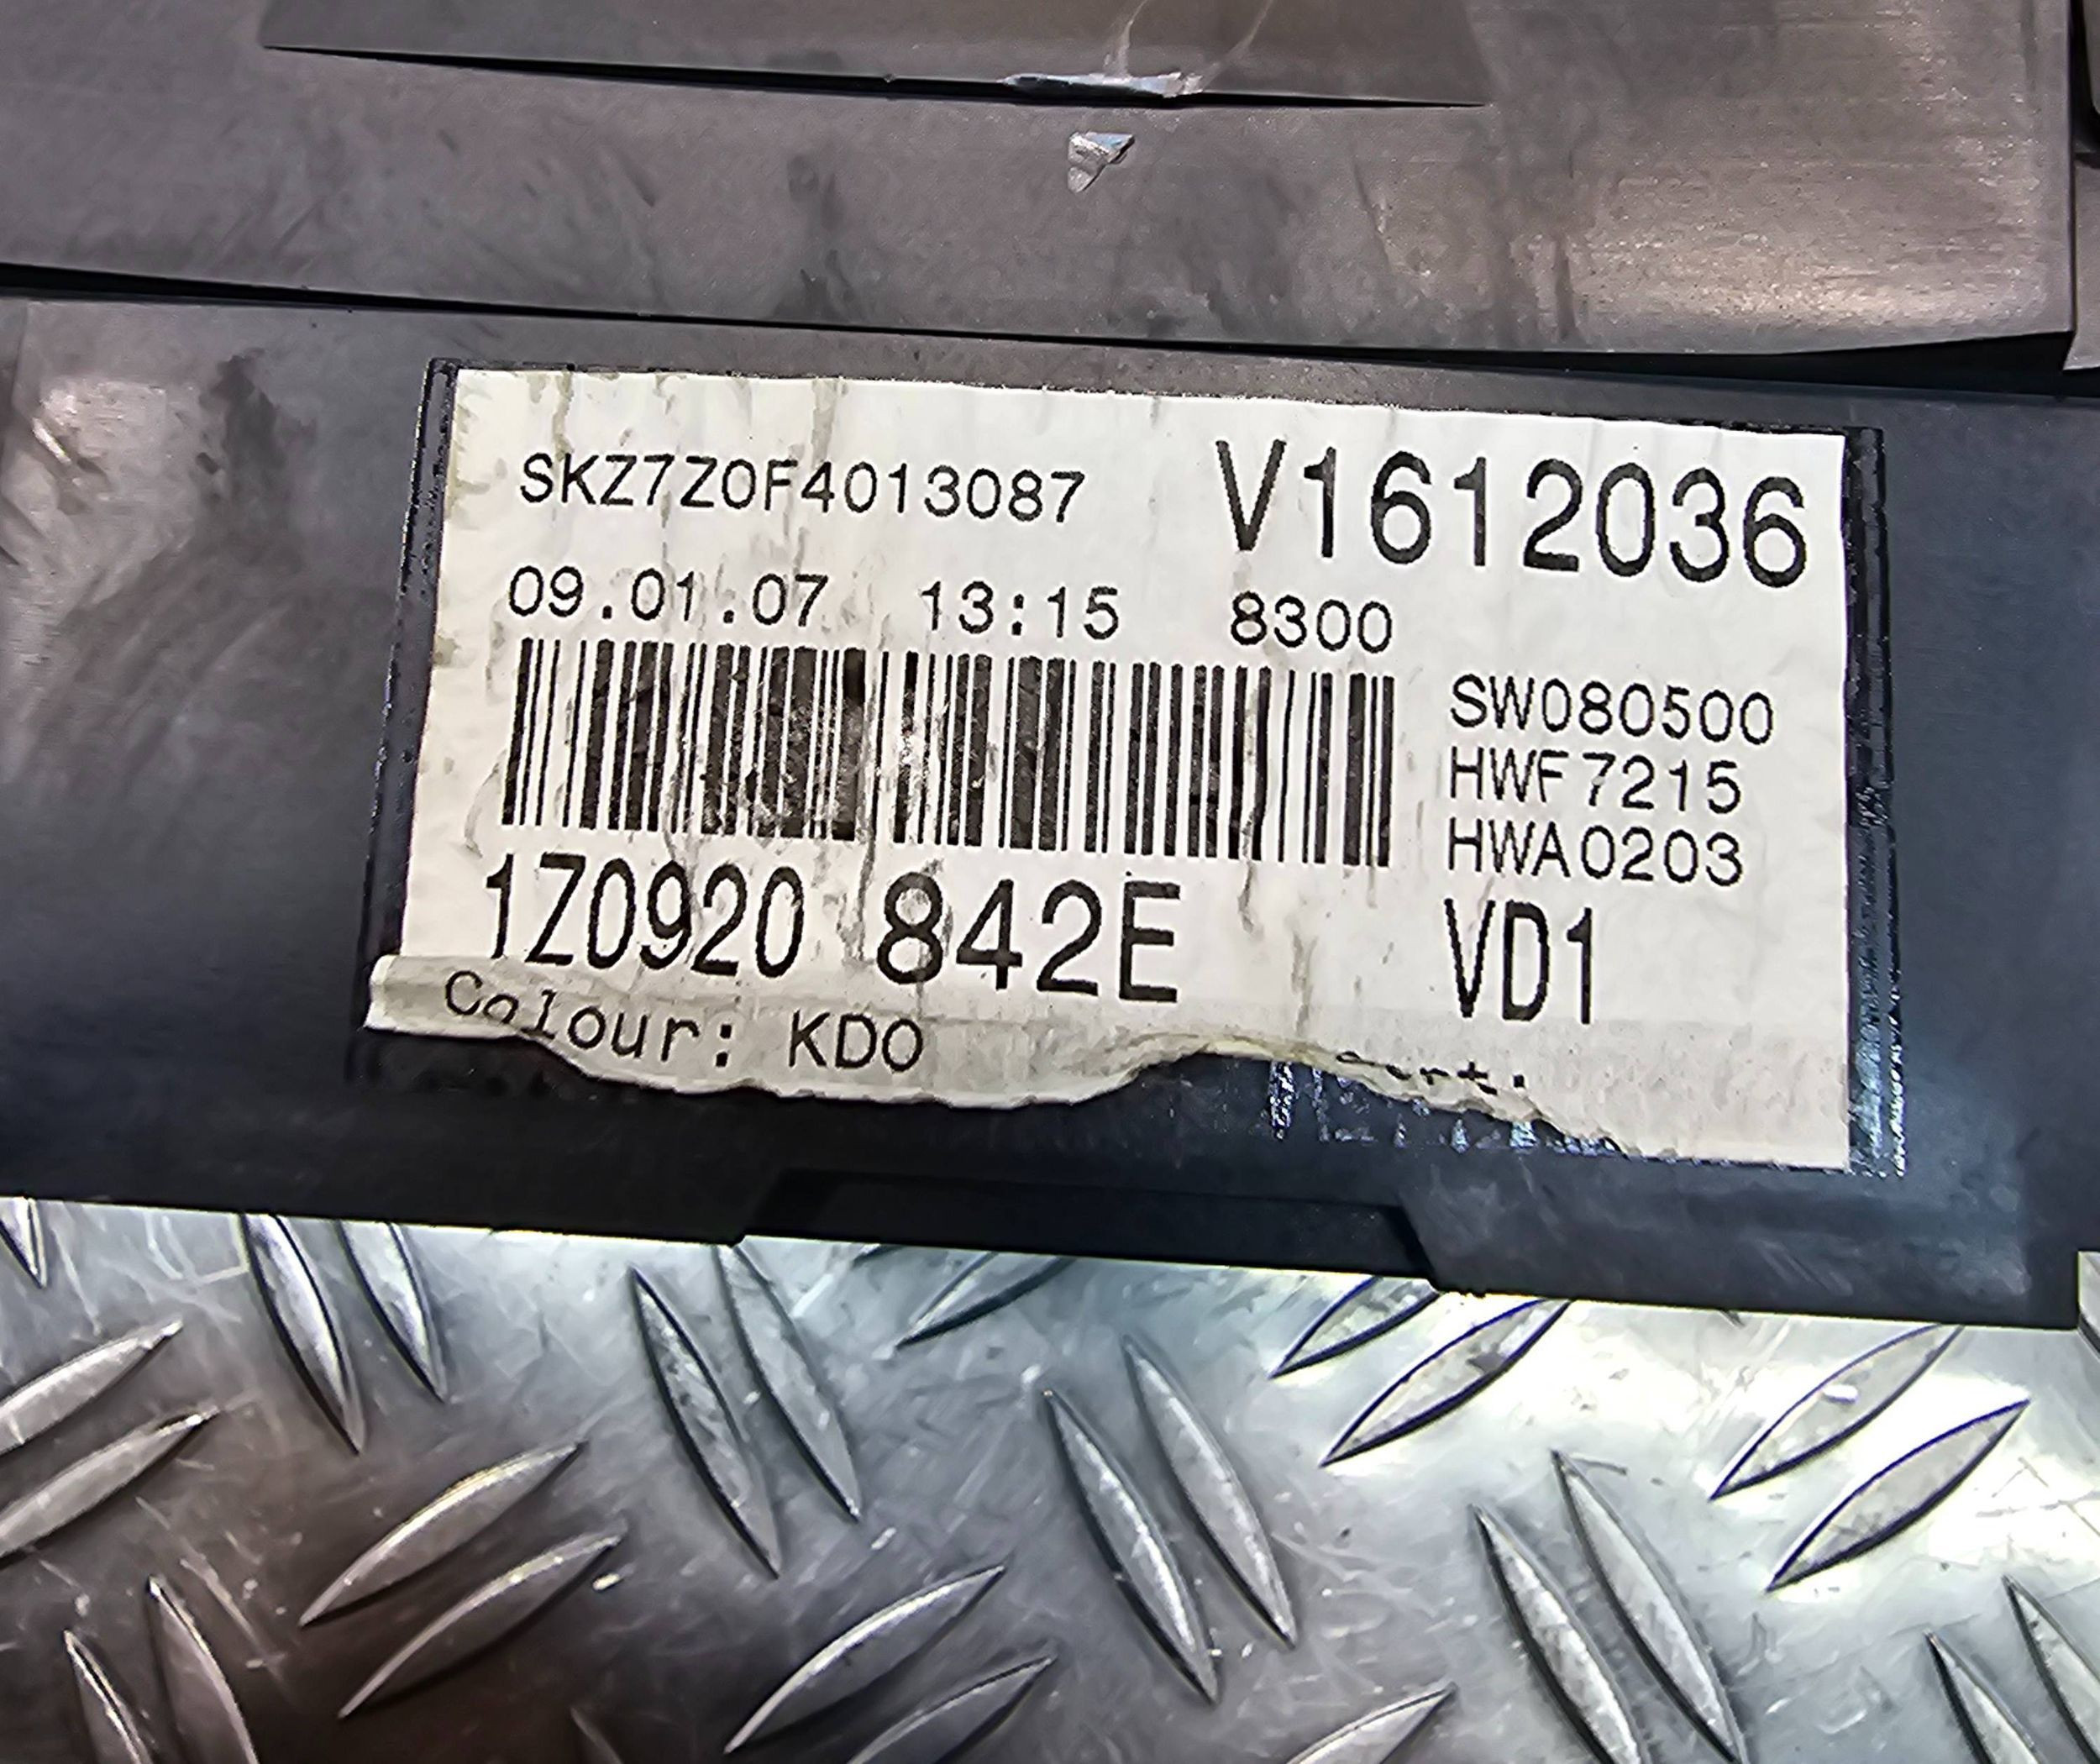 SKZ7Z0F4013087 V1612036
09.01.07 13:15 8300
SW080500
HWF7215
HWA0203
1Z0920 842E VD1
Colour: KDO